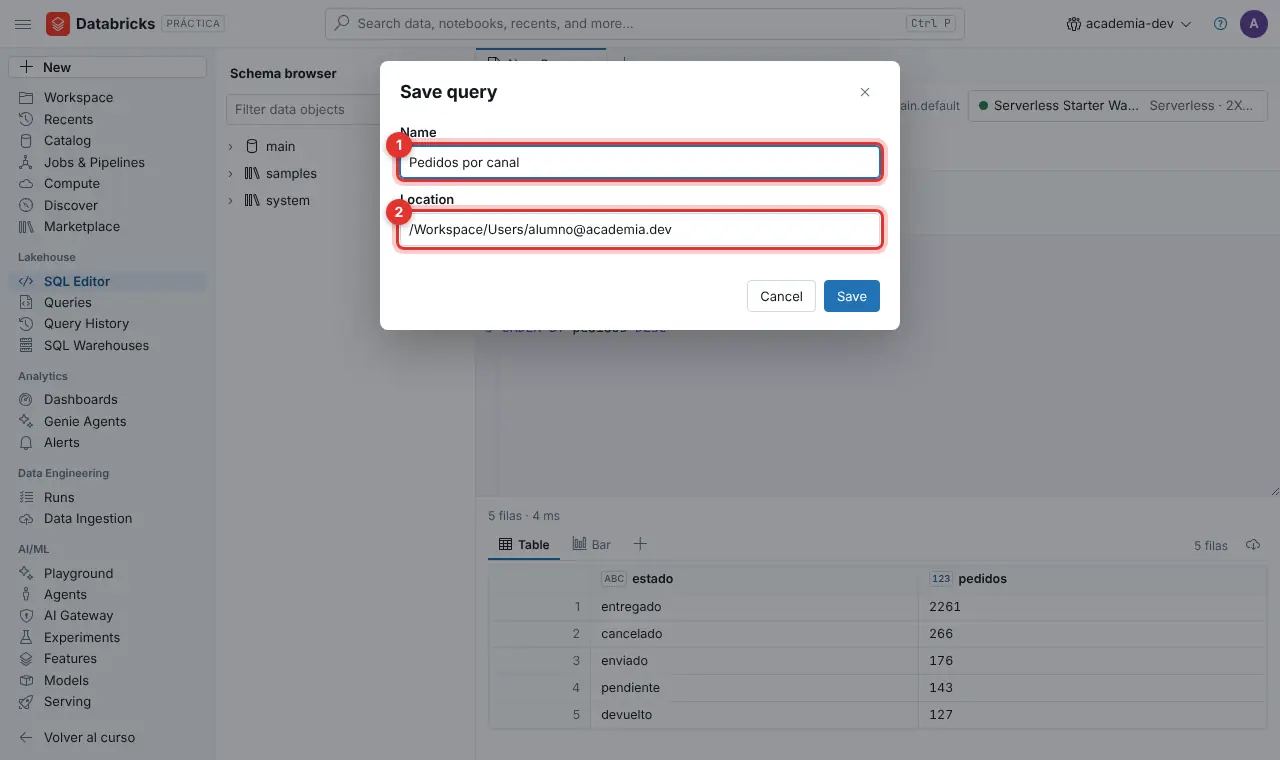 Databricks PRÁCTICA
Search data, notebooks, recents, and more... Ctrl P
academia-dev
A
New
Workspace
Recents
Catalog
Jobs & Pipelines
Compute
Discover
Marketplace
Lakehouse
SQL Editor
Queries
Query History
SQL Warehouses
Analytics
Dashboards
Genie Agents
Alerts
Data Engineering
Runs
Data Ingestion
AI/ML
Playground
Agents
AI Gateway
Experiments
Features
Models
Serving
Volver al curso
Schema browser
Filter data objects
main
samples
system
ain.default
Serverless Starter Wa... Serverless · 2X...
Save query
Name
1
Pedidos por canal
Location
2
/Workspace/Users/alumno@academia.dev
Cancel Save
5 filas · 4 ms
Table Bar
5 filas
ABC estado 123 pedidos
1 entregado 2261
2 cancelado 266
3 enviado 176
4 pendiente 143
5 devuelto 127